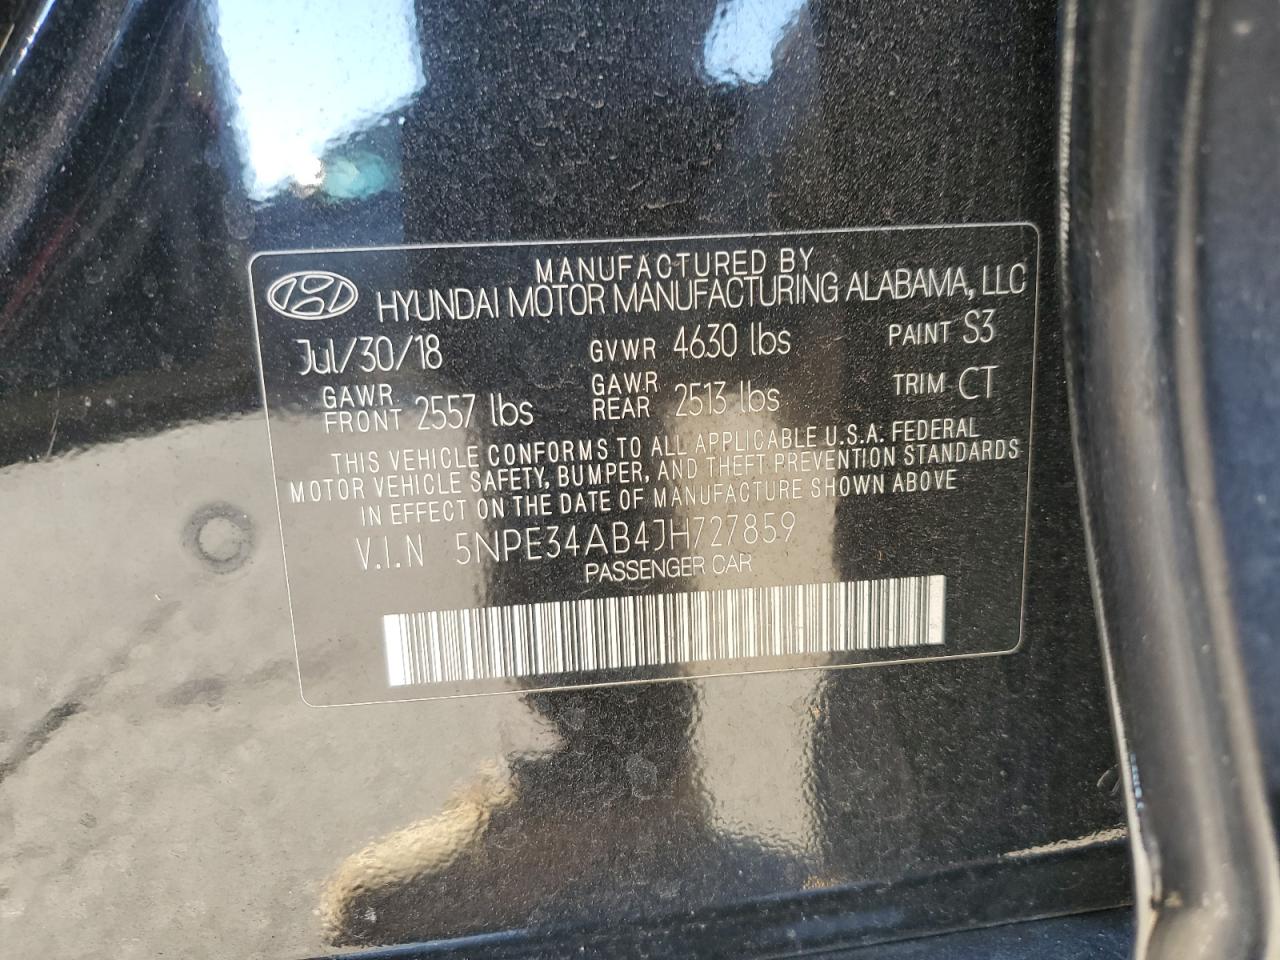 MANUFACTURED BY
HYUNDAI MOTOR MANUFACTURING ALABAMA, LLC
Jul/30/18 GVWR 4630 lbs PAINT S3
GAWR FRONT 2557 lbs GAWR REAR 2513 lbs TRIM CT
THIS VEHICLE CONFORMS TO ALL APPLICABLE U.S.A. FEDERAL
MOTOR VEHICLE SAFETY, BUMPER, AND THEFT PREVENTION STANDARDS
IN EFFECT ON THE DATE OF MANUFACTURE SHOWN ABOVE
V.I.N 5NPE34AB4JH727859
PASSENGER CAR